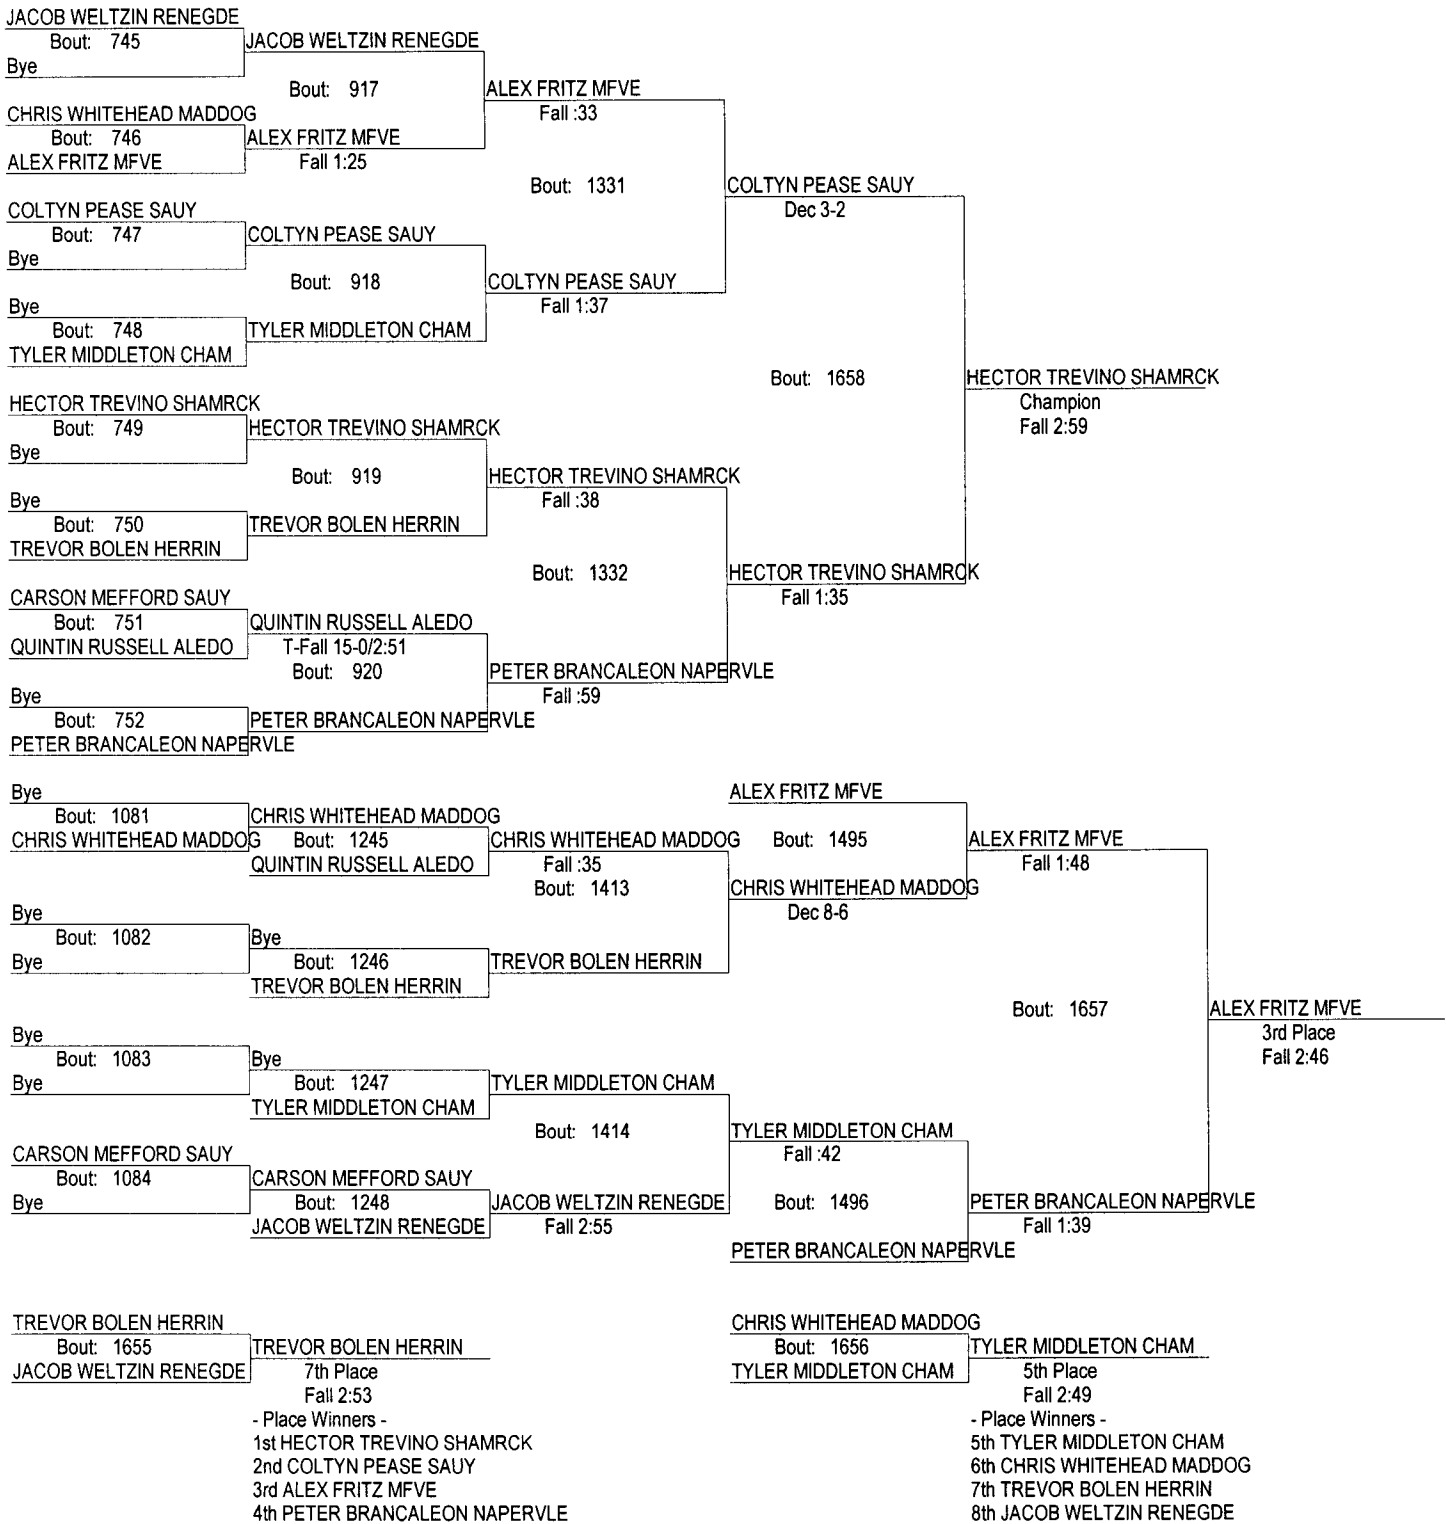 JACOB WELTZIN RENEGDE
Bout: 745
Bye
JACOB WELTZIN RENEGDE
Bout: 917
CHRIS WHITEHEAD MADDOG
Bout: 746
ALEX FRITZ MFVE
ALEX FRITZ MFVE
Fall 1:25
ALEX FRITZ MFVE
Fall :33
Bout: 1331
COLTYN PEASE SAUY
Bout: 747
Bye
COLTYN PEASE SAUY
Bout: 918
Bye
Bout: 748
TYLER MIDDLETON CHAM
TYLER MIDDLETON CHAM
COLTYN PEASE SAUY
Fall 1:37
COLTYN PEASE SAUY
Dec 3-2
Bout: 1658
HECTOR TREVINO SHAMRCK
Champion
Fall 2:59
HECTOR TREVINO SHAMRCK
Bout: 749
Bye
HECTOR TREVINO SHAMRCK
Bout: 919
Bye
Bout: 750
TREVOR BOLEN HERRIN
TREVOR BOLEN HERRIN
HECTOR TREVINO SHAMRCK
Fall :38
Bout: 1332
HECTOR TREVINO SHAMRCK
Fall 1:35
CARSON MEFFORD SAUY
Bout: 751
QUINTIN RUSSELL ALEDO
QUINTIN RUSSELL ALEDO
T-Fall 15-0/2:51
Bout: 920
Bye
Bout: 752
PETER BRANCALEON NAPERVLE
PETER BRANCALEON NAPERVLE
PETER BRANCALEON NAPERVLE
Fall :59
Bye
Bout: 1081
CHRIS WHITEHEAD MADDOG
CHRIS WHITEHEAD MADDOG
Bout: 1245
QUINTIN RUSSELL ALEDO
CHRIS WHITEHEAD MADDOG
Fall :35
Bout: 1413
Bye
Bout: 1082
Bye
Bye
Bout: 1246
TREVOR BOLEN HERRIN
TREVOR BOLEN HERRIN
ALEX FRITZ MFVE
Bout: 1495
CHRIS WHITEHEAD MADDOG
Dec 8-6
ALEX FRITZ MFVE
Fall 1:48
Bout: 1657
ALEX FRITZ MFVE
3rd Place
Fall 2:46
Bye
Bout: 1083
Bye
Bye
Bout: 1247
TYLER MIDDLETON CHAM
TYLER MIDDLETON CHAM
Bout: 1414
CARSON MEFFORD SAUY
Bout: 1084
Bye
CARSON MEFFORD SAUY
Bout: 1248
JACOB WELTZIN RENEGDE
JACOB WELTZIN RENEGDE
Fall 2:55
TYLER MIDDLETON CHAM
Fall :42
Bout: 1496
PETER BRANCALEON NAPERVLE
PETER BRANCALEON NAPERVLE
Fall 1:39
TREVOR BOLEN HERRIN
Bout: 1655
JACOB WELTZIN RENEGDE
TREVOR BOLEN HERRIN
7th Place
Fall 2:53
- Place Winners -
1st HECTOR TREVINO SHAMRCK
2nd COLTYN PEASE SAUY
3rd ALEX FRITZ MFVE
4th PETER BRANCALEON NAPERVLE
CHRIS WHITEHEAD MADDOG
Bout: 1656
TYLER MIDDLETON CHAM
TYLER MIDDLETON CHAM
5th Place
Fall 2:49
- Place Winners -
5th TYLER MIDDLETON CHAM
6th CHRIS WHITEHEAD MADDOG
7th TREVOR BOLEN HERRIN
8th JACOB WELTZIN RENEGDE